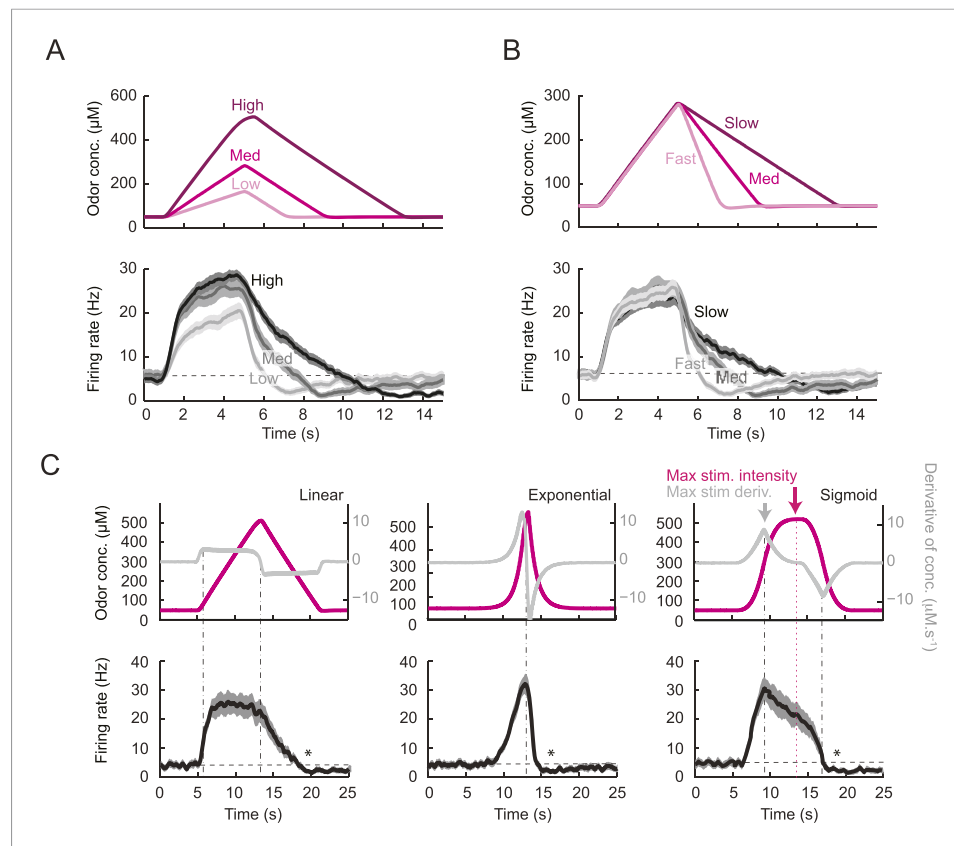 A
B
600
400
200
0
Odor conc. (µM)
High
Med
Low
300
200
100
0
Odor conc. (µM)
Slow
Fast
Med
30
20
10
0
Firing rate (Hz)
High
Med
Low
0 2 4 6 8 10 12 14
Time (s)
30
20
10
0
Firing rate (Hz)
Slow
Fast
Med
0 2 4 6 8 10 12 14
Time (s)
C
Linear
500
400
300
200
100
0
Odor conc. (µM)
10
0
−10
Exponential
500
400
300
200
100
0
10
0
−10
Max stim. intensity
Max stim deriv.
Sigmoid
500
400
300
200
100
0
10
0
−10
Derivative of conc. (µM.s⁻¹)
40
30
20
10
0
Firing rate (Hz)
*
0 5 10 15 20 25
Time (s)
40
30
20
10
0
*
0 5 10 15 20 25
Time (s)
40
30
20
10
0
*
0 5 10 15 20 25
Time (s)